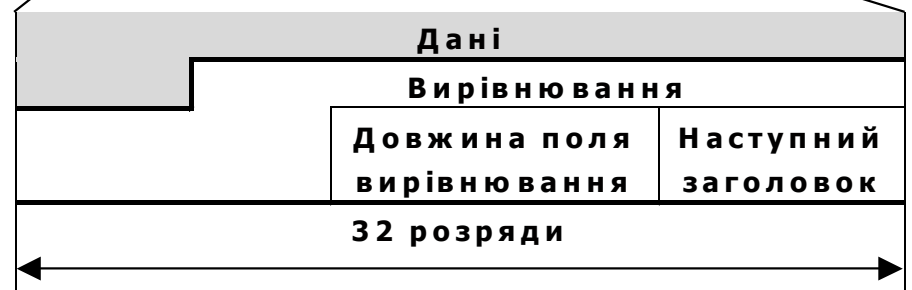 Дані
Вирівнювання
Довжина поля Наступний
вирівнювання заголовок
32 розряди